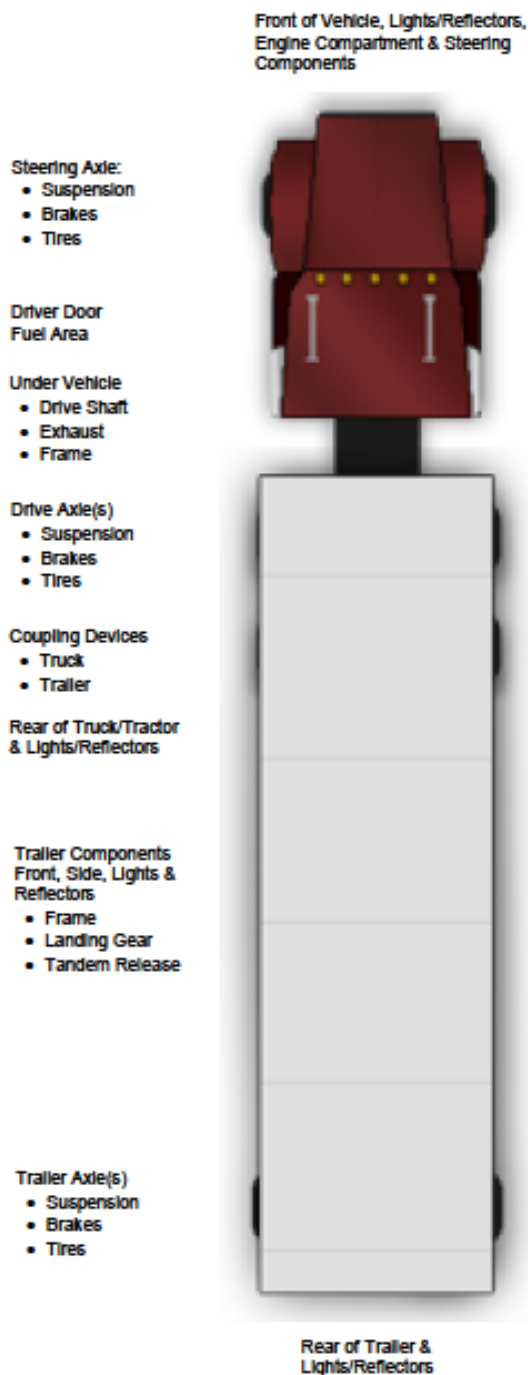 Front of Vehicle, Lights/Reflectors,
Engine Compartment & Steering
Components
Steering Axle:
• Suspension
• Brakes
• Tires
Driver Door
Fuel Area
Under Vehicle
• Drive Shaft
• Exhaust
• Frame
Drive Axle(s)
• Suspension
• Brakes
• Tires
Coupling Devices
• Truck
• Trailer
Rear of Truck/Tractor
& Lights/Reflectors
Trailer Components
Front, Side, Lights &
Reflectors
• Frame
• Landing Gear
• Tandem Release
Trailer Axle(s)
• Suspension
• Brakes
• Tires
Rear of Trailer &
Lights/Reflectors